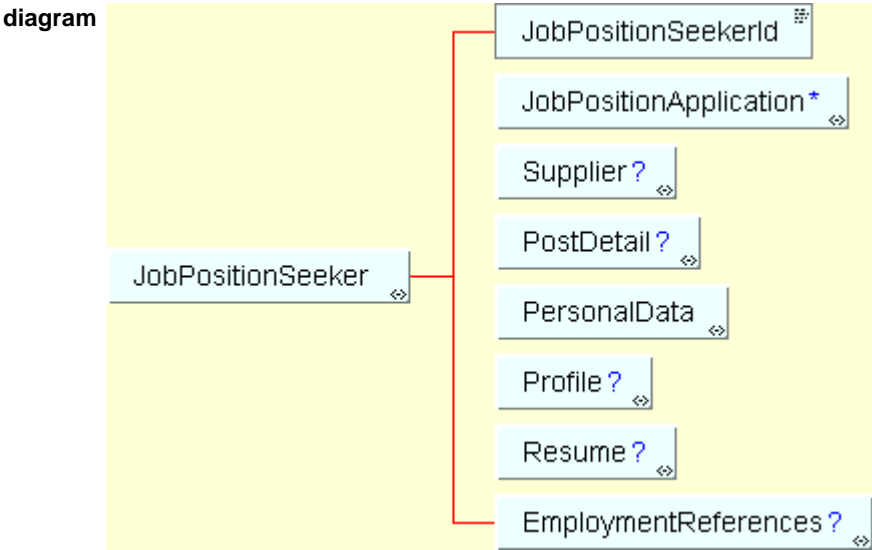 diagram
JobPositionSeekerId
JobPositionApplication*
Supplier?
PostDetail?
JobPositionSeeker
PersonalData
Profile?
Resume?
EmploymentReferences?